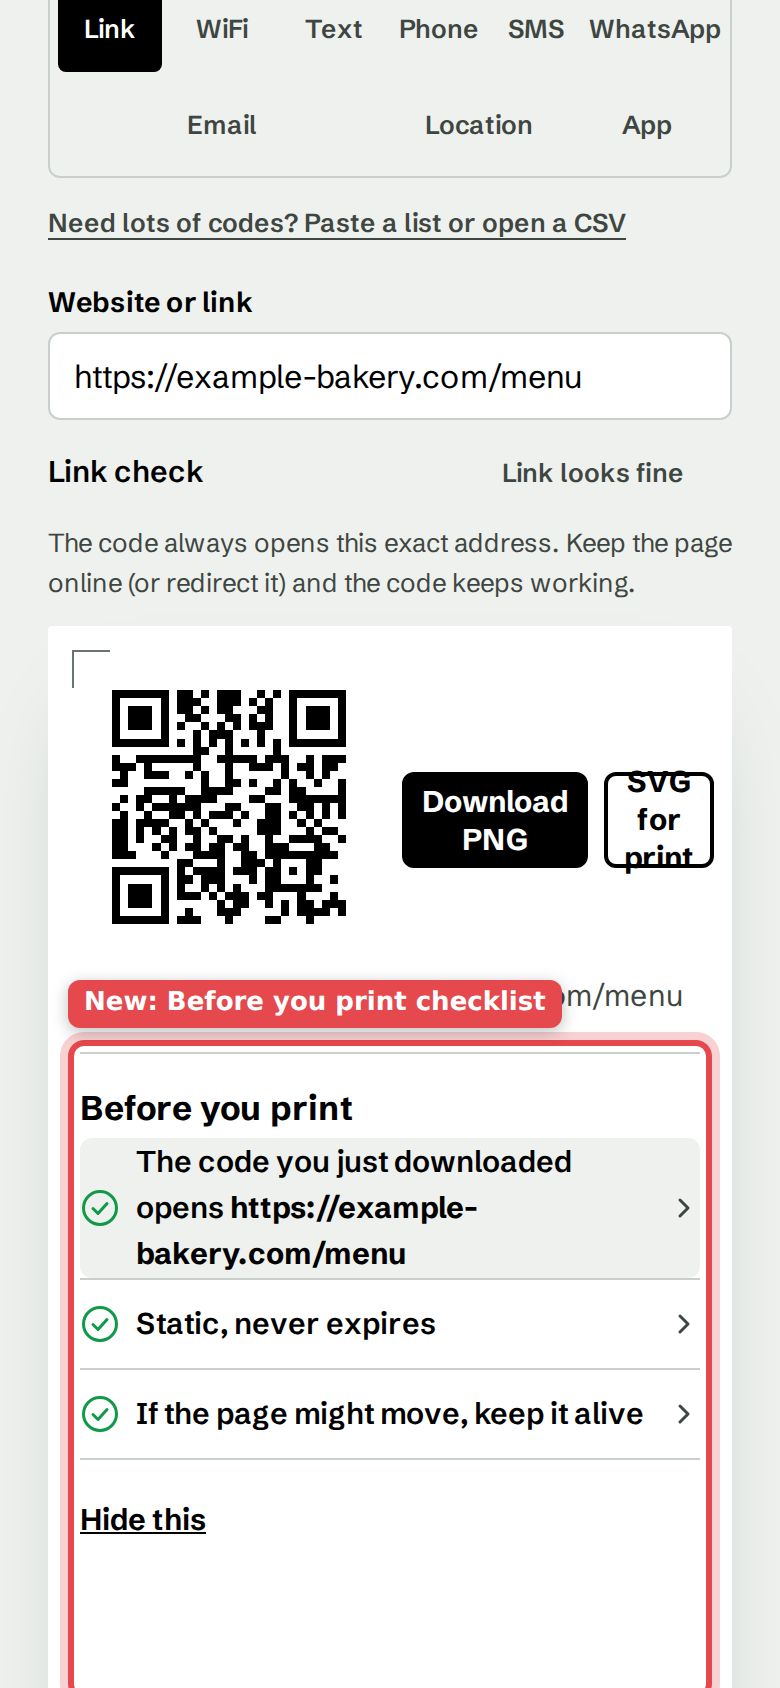 Link WiFi Text Phone SMS WhatsApp
Email Location App
Need lots of codes? Paste a list or open a CSV
Website or link
https://example-bakery.com/menu
Link check Link looks fine
The code always opens this exact address. Keep the page
online (or redirect it) and the code keeps working.
Download
PNG
SVG
for
print
New: Before you print checklist
om/menu
Before you print
The code you just downloaded
opens https://example-
bakery.com/menu
Static, never expires
If the page might move, keep it alive
Hide this